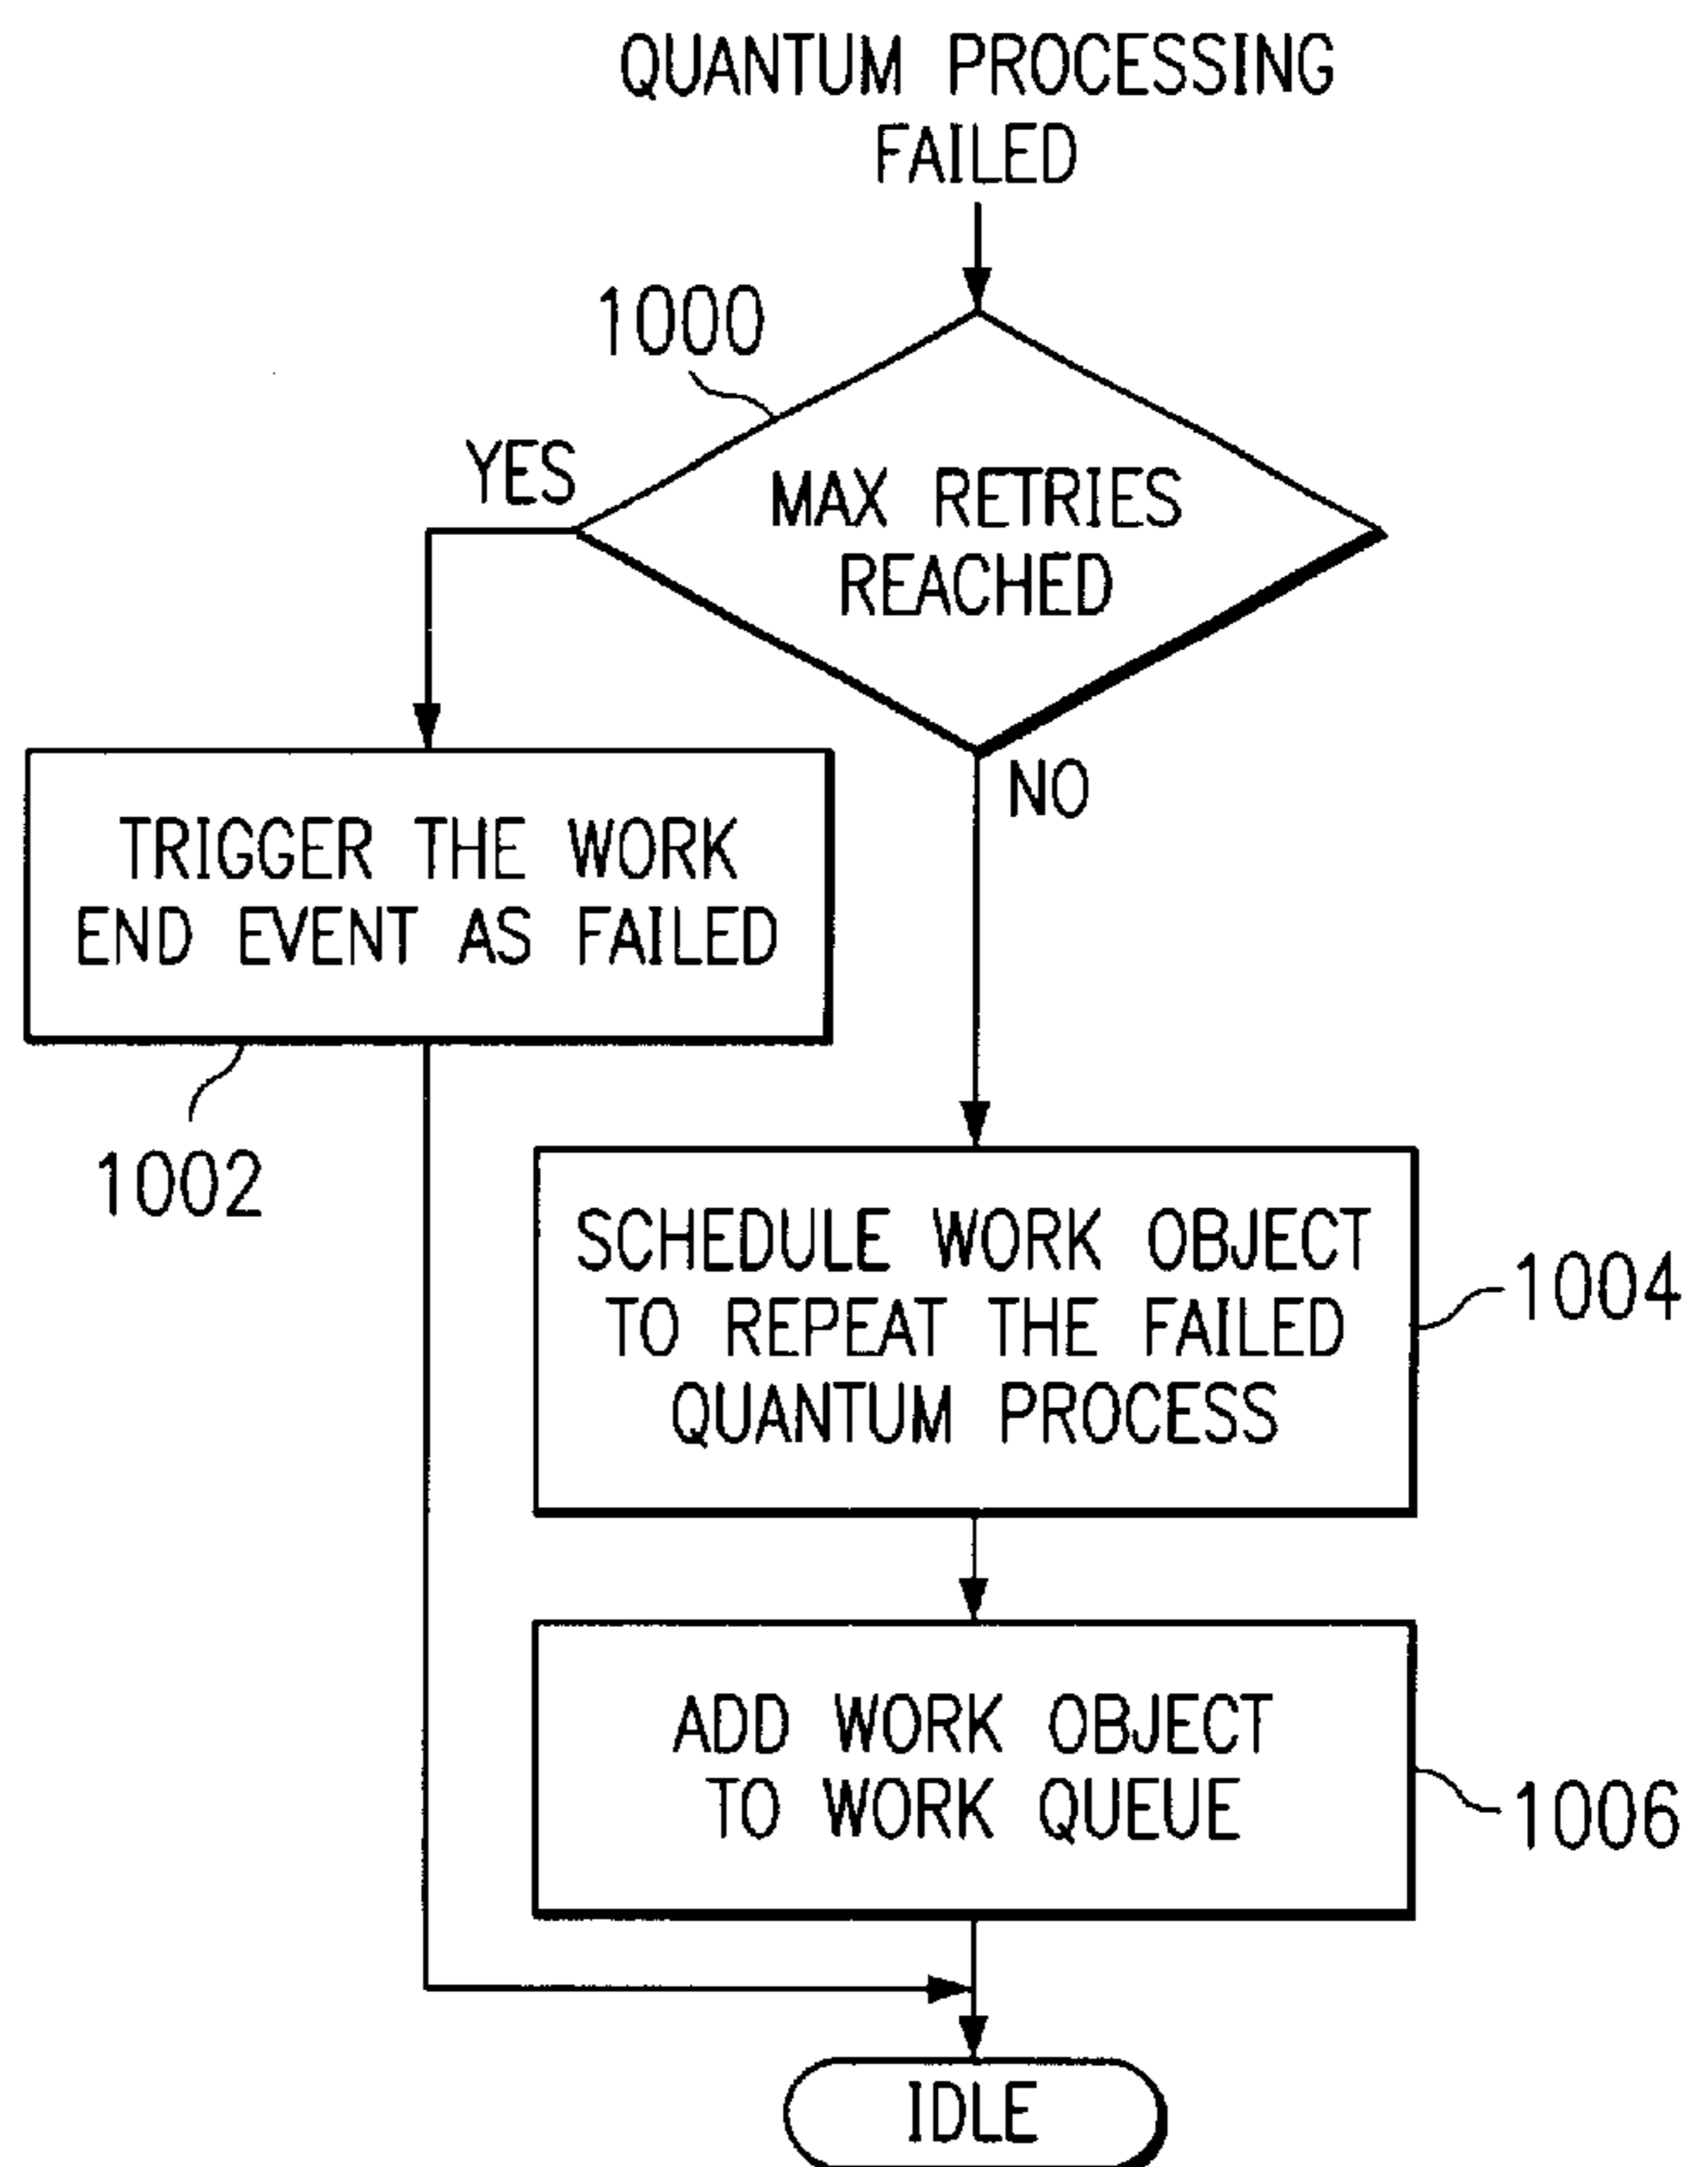 QUANTUM PROCESSING
FAILED
1000
YES
MAX RETRIES
REACHED
NO
TRIGGER THE WORK
END EVENT AS FAILED
1002
SCHEDULE WORK OBJECT
TO REPEAT THE FAILED
QUANTUM PROCESS
1004
ADD WORK OBJECT
TO WORK QUEUE
1006
IDLE